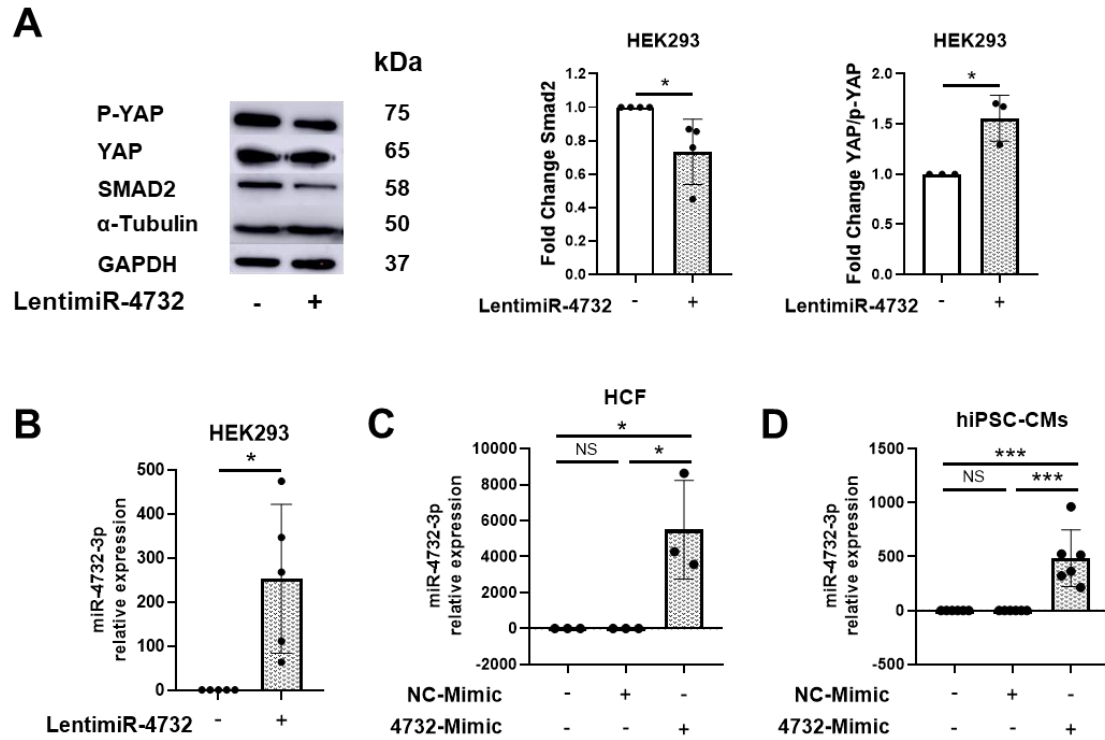 A
kDa
P-YAP 75
YAP 65
SMAD2 58
α-Tubulin 50
GAPDH 37
LentimiR-4732 - +
HEK293
*
Fold Change Smad2
1.2
1.0
0.8
0.6
0.4
0.2
0.0
LentimiR-4732 - +
HEK293
*
Fold Change YAP/p-YAP
2.0
1.5
1.0
0.5
0.0
LentimiR-4732 - +
B
HEK293
*
miR-4732-3p
relative expression
500
400
300
200
100
0
LentimiR-4732 - +
C
HCF
*
NS *
miR-4732-3p
relative expression
10000
8000
6000
4000
2000
0
-2000
NC-Mimic - + -
4732-Mimic - - +
D
hiPSC-CMs
***
NS ***
miR-4732-3p
relative expression
1500
1000
500
0
-500
NC-Mimic - + -
4732-Mimic - - +